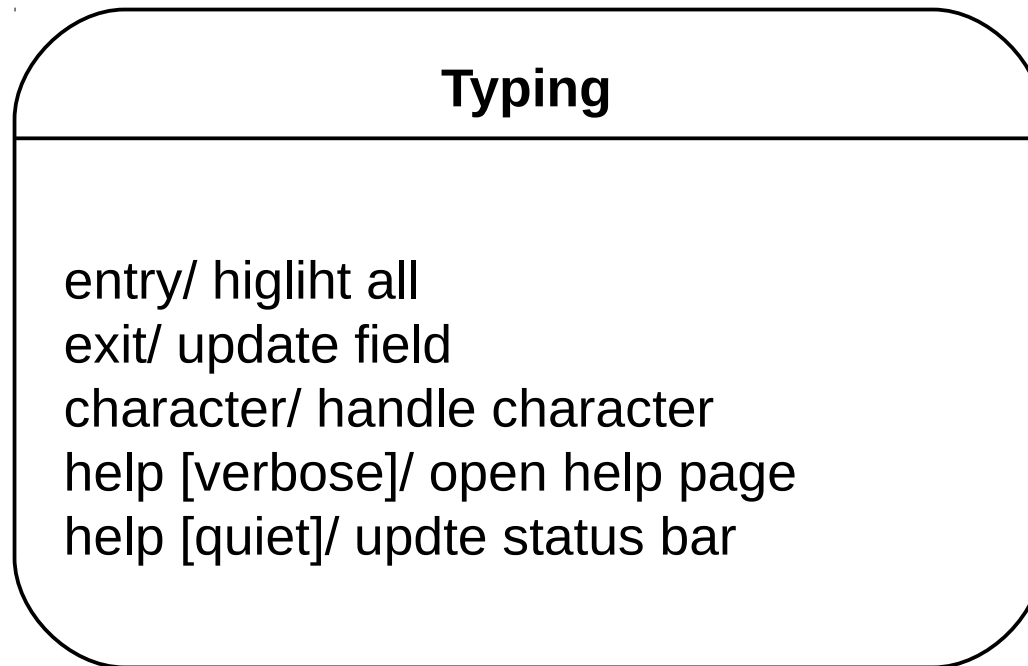 Typing
entry/ higliht all
exit/ update field
character/ handle character
help [verbose]/ open help page
help [quiet]/ updte status bar